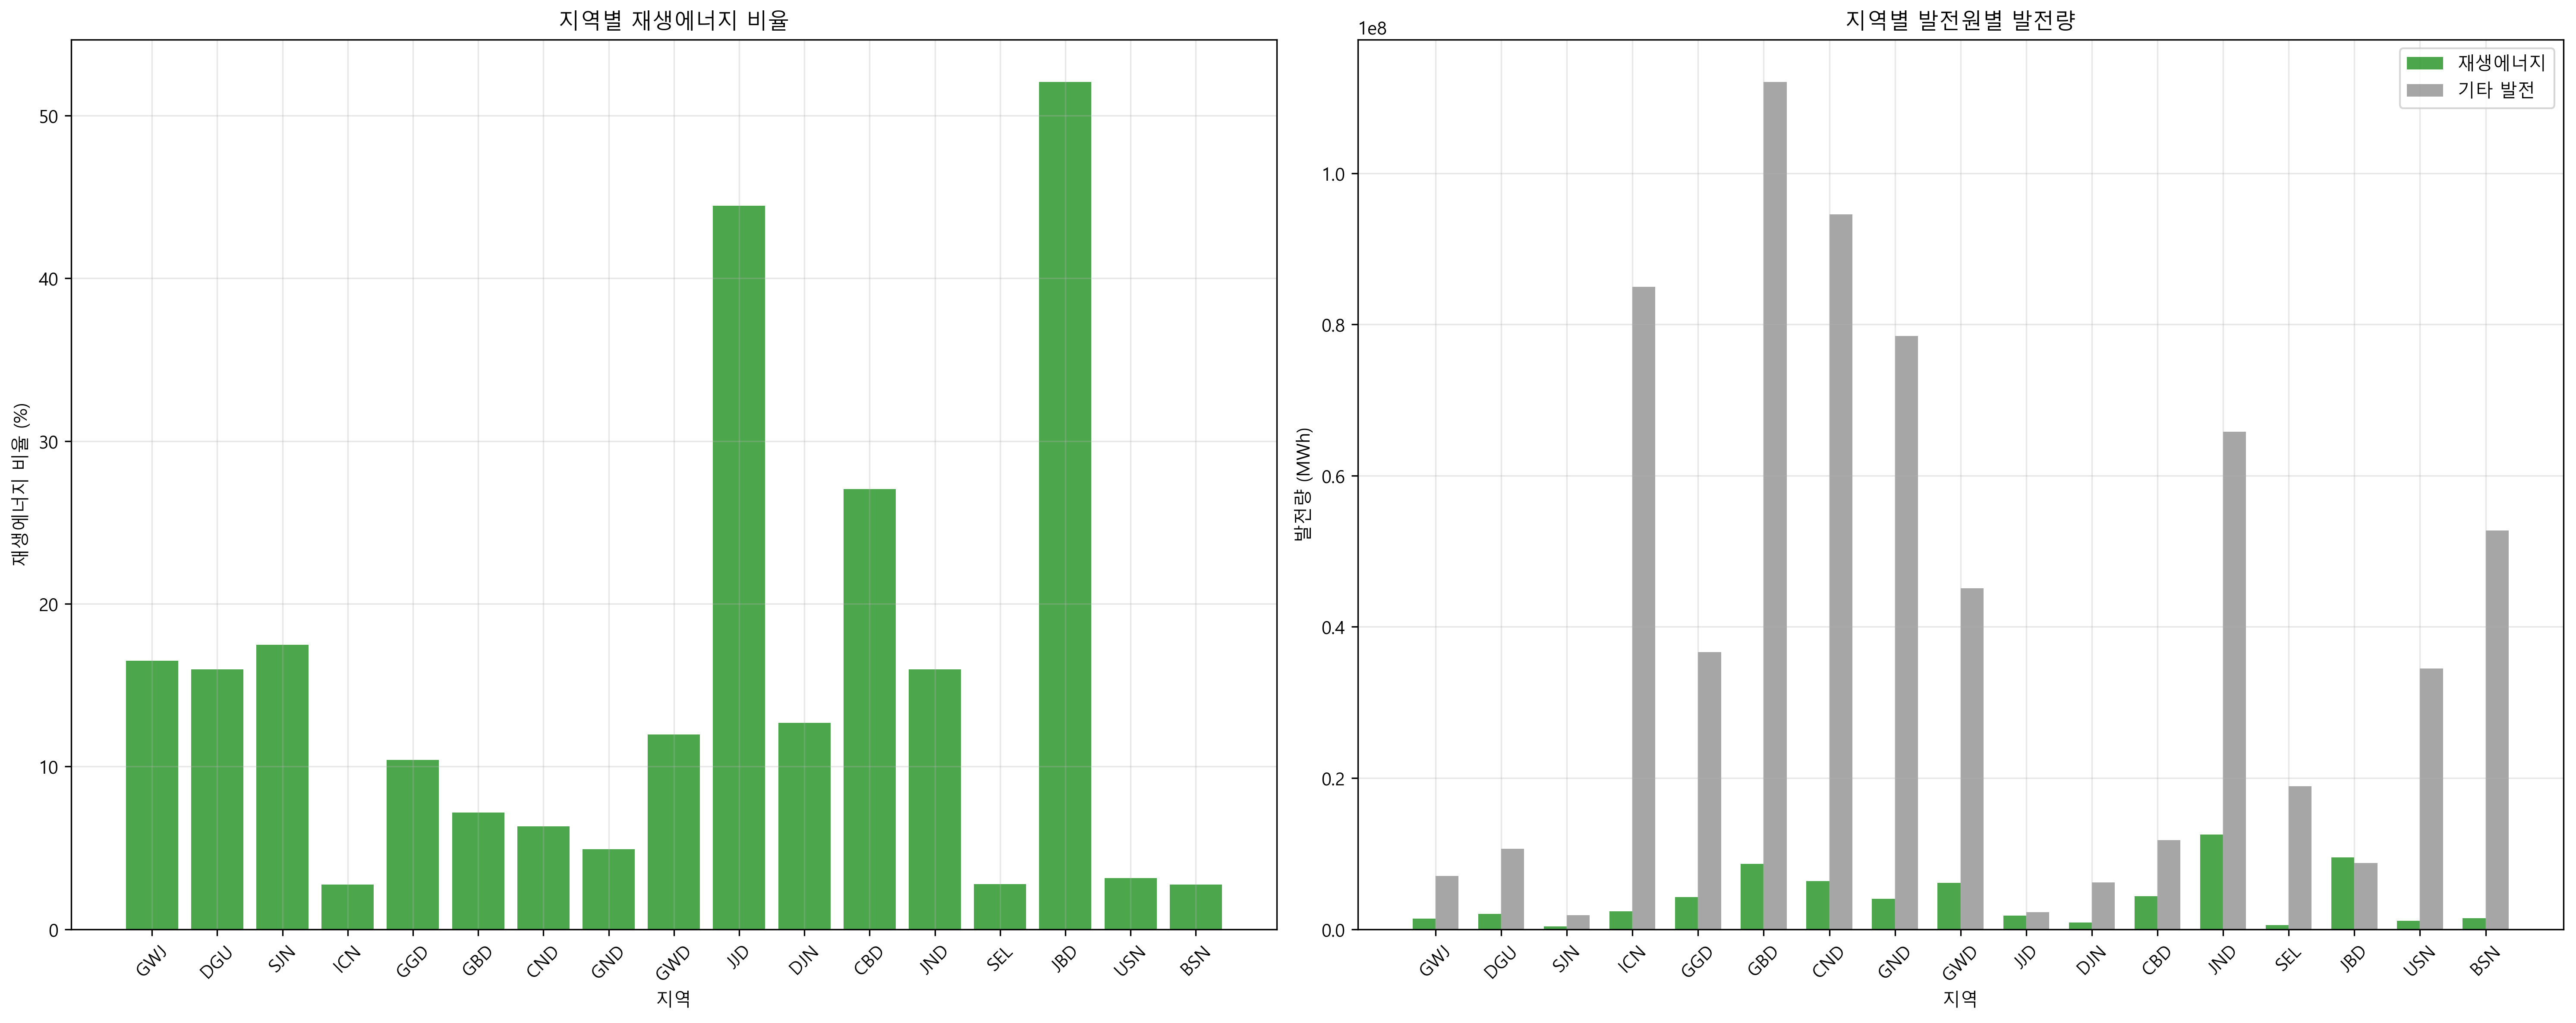 지역별 재생에너지 비율
재생에너지 비율 (%)
50
40
30
20
10
0
GWJ
DGU
SJN
ICN
GGD
GBD
CND
GND
GWD
JJD
DJN
CBD
JND
SEL
JBD
USN
BSN
지역
지역별 발전원별 발전량
1e8
재생에너지
기타 발전
발전량 (MWh)
1.0
0.8
0.6
0.4
0.2
0.0
GWJ
DGU
SJN
ICN
GGD
GBD
CND
GND
GWD
JJD
DJN
CBD
JND
SEL
JBD
USN
BSN
지역